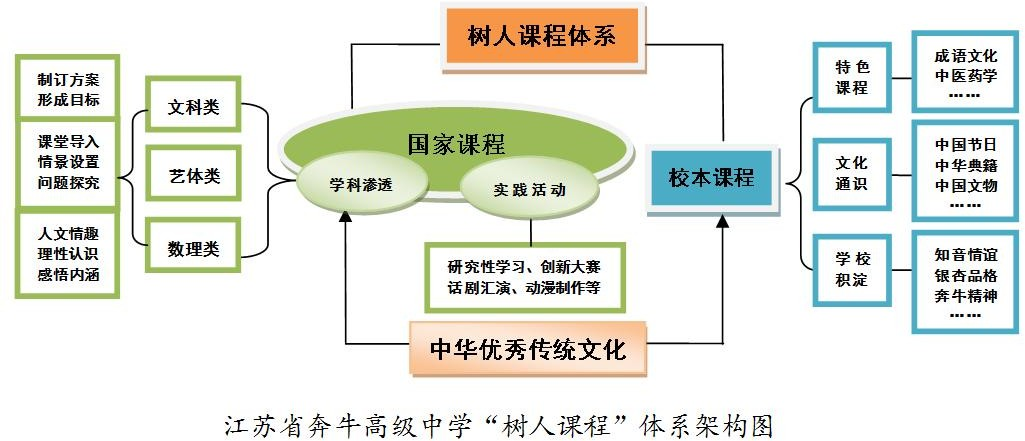 树人课程体系
国家课程
学科渗透
实践活动
研究性学习、创新大赛
话剧汇演、动漫制作等
中华优秀传统文化
制订方案
形成目标
课堂导入
情景设置
问题探究
人文情趣
理性认识
感悟内涵
文科类
艺体类
数理类
校本课程
特色
课程
文化
通识
学校
积淀
成语文化
中医药学
……
中国节日
中华典籍
中国文物
……
知音情谊
银杏品格
奔牛精神
……
江苏省奔牛高级中学“树人课程”体系架构图